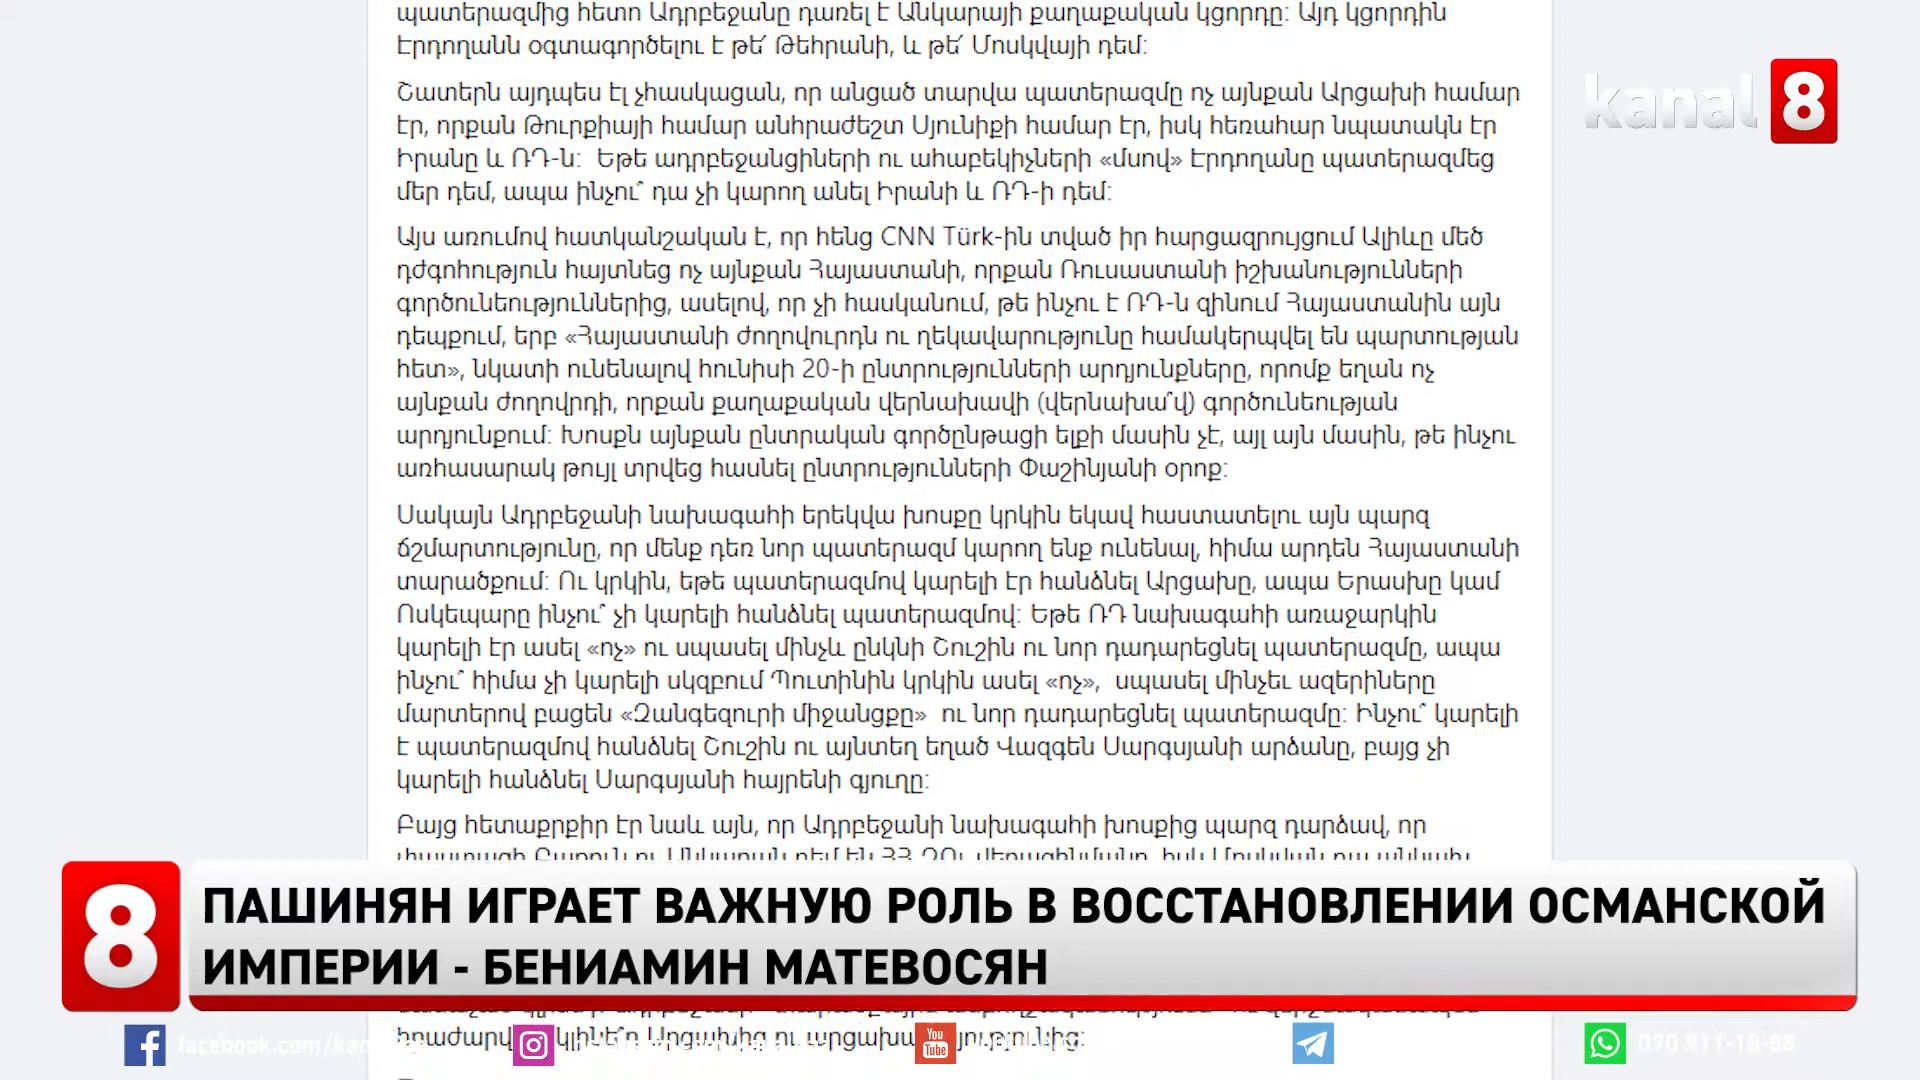 պատերազմից հետո Ադրբեջանը դառել է Անկարայի քաղաքական կցորդը։ Այդ կցորդին
Էրդողանն օգտագործելու է թե՛ Թեհրանի, և թե՛ Մոսկվայի դեմ։
Շատերն այդպես էլ չհասկացան, որ անցած տարվա պատերազմը ոչ այնքան Արցախի համար
էր, որքան Թուրքիայի համար անհրաժեշտ Սյունիքի համար էր, իսկ հեռահար նպատակն էր
Իրանը և ՌԴ-ն։ Եթե ադրբեջանցիների ու ահաբեկիչների «մսով» Էրդողանը պատերազմեց
մեր դեմ, ապա ինչու՞ դա չի կարող անել Իրանի և ՌԴ-ի դեմ։
Այս առումով հատկանշական է, որ հենց CNN Türk-ին տված իր հարցազրույցում Ալիևը մեծ
դժգոհություն հայտնեց ոչ այնքան Հայաստանի, որքան Ռուսաստանի իշխանությունների
գործունեություններից, ասելով, որ չի հասկանում, թե ինչու է ՌԴ-ն զինում Հայաստանին այն
դեպքում, երբ «Հայաստանի ժողովուրդն ու ղեկավարությունը համակերպվել են պարտության
հետ», նկատի ունենալով հունիսի 20-ի ընտրությունների արդյունքները, որոմք եղան ոչ
այնքան ժողովրդի, որքան քաղաքական վերնախավի (վերնախա՞վ) գործունեության
արդյունքում։ Խոսքն այնքան ընտրական գործընթացի ելքի մասին չէ, այլ այն մասին, թե ինչու
առհասարակ թույլ տրվեց հասնել ընտրությունների Փաշինյանի օրոք։
Սակայն Ադրբեջանի նախագահի երեկվա խոսքը կրկին եկավ հաստատելու այն պարզ
ճշմարտությունը, որ մենք դեռ նոր պատերազմ կարող ենք ունենալ, հիմա արդեն Հայաստանի
տարածքում։ Ու կրկին, եթե պատերազմով կարելի էր հանձնել Արցախը, ապա Երասխը կամ
Ոսկեպարը ինչու՞ չի կարելի հանձնել պատերազմով։ Եթե ՌԴ նախագահի առաջարկին
կարելի էր ասել «ոչ» ու սպասել մինչև ընկնի Շուշին ու նոր դադարեցնել պատերազմը, ապա
ինչու՞ հիմա չի կարելի սկզբում Պուտինին կրկին ասել «ոչ», սպասել մինչեւ ազերիները
մարտերով բացեն «Զանգեզուրի միջանցքը» ու նոր դադարեցնել պատերազմը։ Ինչու՞ կարելի
է պատերազմով հանձնել Շուշին ու այնտեղ եղած Վազգեն Սարգսյանի արձանը, բայց չի
կարելի հանձնել Սարգսյանի հայրենի գյուղը։
Բայց հետաքրքիր էր նաև այն, որ Ադրբեջանի նախագահի խոսքից պարզ դարձավ, որ
kanal 8
8 ПАШИНЯН ИГРАЕТ ВАЖНУЮ РОЛЬ В ВОССТАНОВЛЕНИИ ОСМАНСКОЙ
ИМПЕРИИ - БЕНИАМИН МАТЕВОСЯН
You Tube